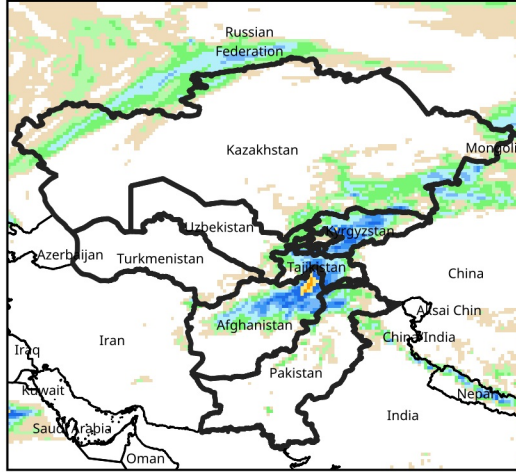 Russian
Federation
Kazakhstan
Mongoli
Uzbekistan
Kyrgyzstan
Azerbaijan
Turkmenistan
Tajikistan
China
Aksai Chin
Afghanistan
China/India
Iran
Iraq
Pakistan
Kuwait
Nepal
India
Saudi Arabia
Oman